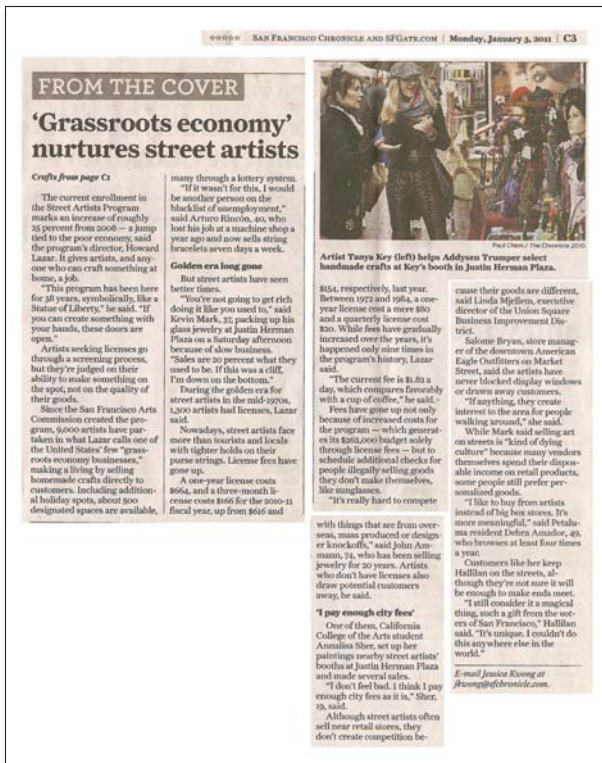 ☆☆☆☆☆ SAN FRANCISCO CHRONICLE AND SFGATE.COM | Monday, January 3, 2011 | C3
FROM THE COVER
‘Grassroots economy’
nurtures street artists
Crafts from page C1
The current enrollment in
the Street Artists Program
marks an increase of roughly
25 percent from 2008 — a jump
tied to the poor economy, said
the program’s director, Howard
Lazar. It gives artists, and any-
one who can craft something at
home, a job.
“This program has been here
for 38 years, symbolically, like a
Statue of Liberty,” he said. “If
you can create something with
your hands, these doors are
open.”
Artists seeking licenses go
through a screening process,
but they’re judged on their
ability to make something on
the spot, not on the quality of
their goods.
Since the San Francisco Arts
Commission created the pro-
gram, 9,000 artists have par-
taken in what Lazar calls one of
the United States’ few “grass-
roots economy businesses,”
making a living by selling
homemade crafts directly to
customers. Including addition-
al holiday spots, about 500
designated spaces are available,
many through a lottery system.
“If it wasn’t for this, I would
be another person on the
blacklist of unemployment,”
said Arturo Rincón, 40, who
lost his job at a machine shop a
year ago and now sells string
bracelets seven days a week.
Golden era long gone
But street artists have seen
better times.
“You’re not going to get rich
doing it like you used to,” said
Kevin Mark, 37, packing up his
glass jewelry at Justin Herman
Plaza on a Saturday afternoon
because of slow business.
“Sales are 20 percent what they
used to be. If this was a cliff,
I’m down on the bottom.”
During the golden era for
street artists in the mid-1970s,
1,300 artists had licenses, Lazar
said.
Nowadays, street artists face
more than tourists and locals
with tighter holds on their
purse strings. License fees have
gone up.
A one-year license costs
$664, and a three-month li-
cense costs $166 for the 2010-11
fiscal year, up from $616 and
Paul Chinn / The Chronicle 2010
Artist Tanya Key (left) helps Addysen Trumper select
handmade crafts at Key’s booth in Justin Herman Plaza.
$154, respectively, last year.
Between 1972 and 1984, a one-
year license cost a mere $80
and a quarterly license cost
$20. While fees have gradually
increased over the years, it’s
happened only nine times in
the program’s history, Lazar
said.
“The current fee is $1.82 a
day, which compares favorably
with a cup of coffee,” he said.
Fees have gone up not only
because of increased costs for
the program — which generat-
es its $262,000 budget solely
through license fees — but to
schedule additional checks for
people illegally selling goods
they don’t make themselves,
like sunglasses.
“It’s really hard to compete
with things that are from over-
seas, mass produced or design-
er knockoffs,” said John Am-
mann, 74, who has been selling
jewelry for 20 years. Artists
who don’t have licenses also
draw potential customers
away, he said.
‘I pay enough city fees’
One of them, California
College of the Arts student
Annalisa Sher, set up her
paintings nearby street artists’
booths at Justin Herman Plaza
and made several sales.
“I don’t feel bad. I think I pay
enough city fees as it is,” Sher,
19, said.
Although street artists often
sell near retail stores, they
don’t create competition be-
cause their goods are different,
said Linda Mjellem, executive
director of the Union Square
Business Improvement Dis-
trict.
Salome Bryan, store manag-
er of the downtown American
Eagle Outfitters on Market
Street, said the artists have
never blocked display windows
or drawn away customers.
“If anything, they create
interest to the area for people
walking around,” she said.
While Mark said selling art
on streets is “kind of dying
culture” because many vendors
themselves spend their dispos-
able income on retail products,
some people still prefer per-
sonalized goods.
“I like to buy from artists
instead of big box stores. It’s
more meaningful,” said Petalu-
ma resident Debra Amador, 49,
who browses at least four times
a year.
Customers like her keep
Hallilan on the streets, al-
though they’re not sure it will
be enough to make ends meet.
“I still consider it a magical
thing, such a gift from the vot-
ers of San Francisco,” Hallilan
said. “It’s unique. I couldn’t do
this anywhere else in the
world.”
E-mail Jessica Kwong at
jkwong@sfchronicle.com.